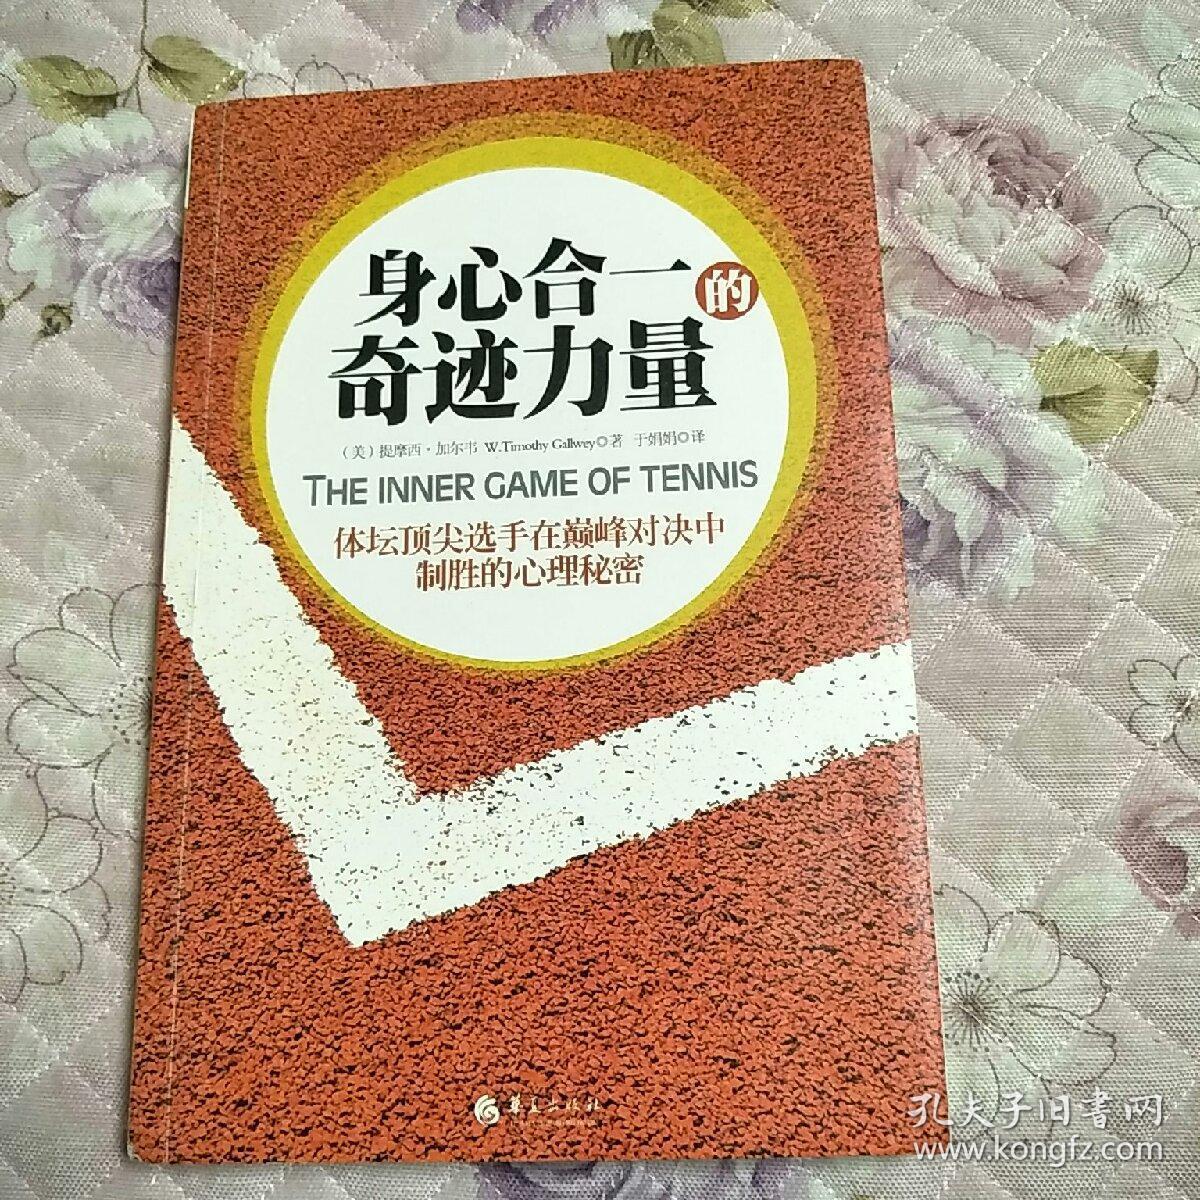 身心合一的
奇迹力量
（美）提摩西·加尔韦 W.Timothy Gallwey◎著 于娟娟◎译
THE INNER GAME OF TENNIS
体坛顶尖选手在巅峰对决中
制胜的心理秘密
华夏出版社
孔夫子旧书网
www.kongfz.com